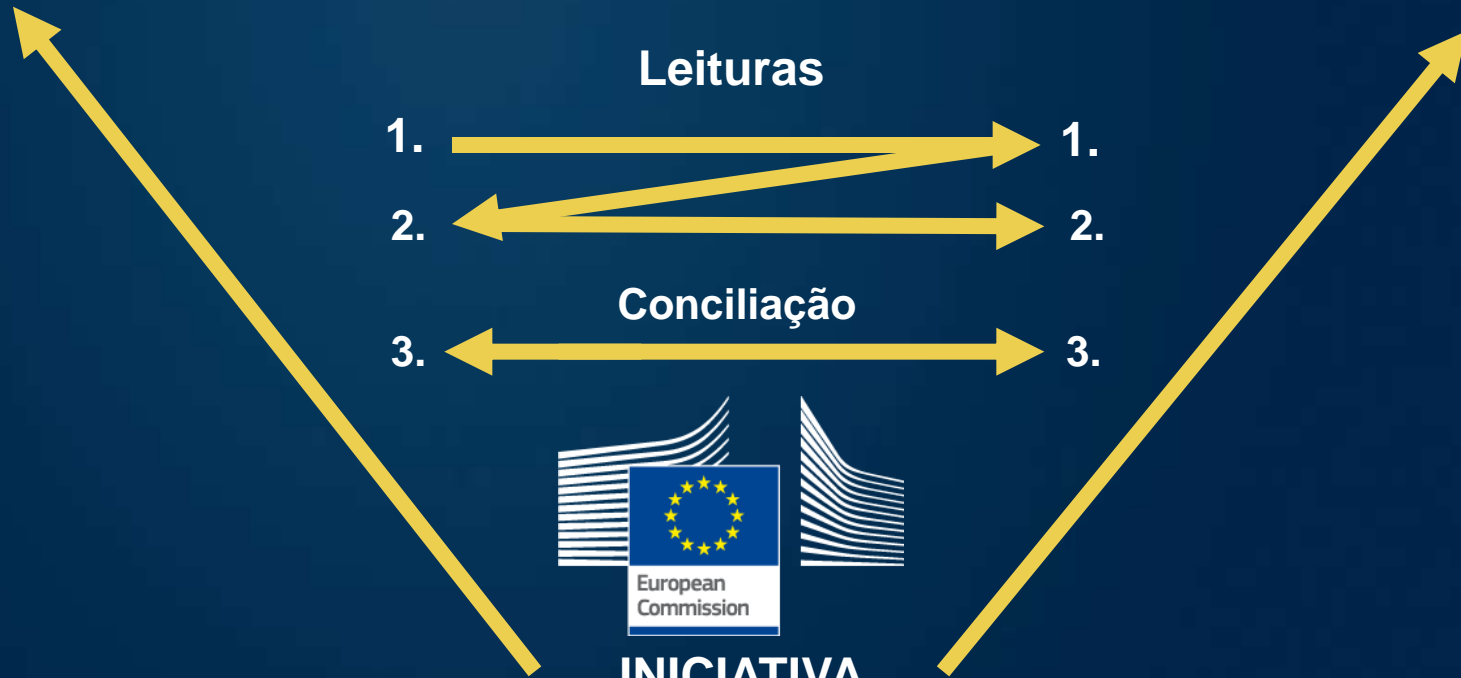 Leituras
1. 1.
2. 2.
Conciliação
3. 3.
European
Commission
INICIATIVA